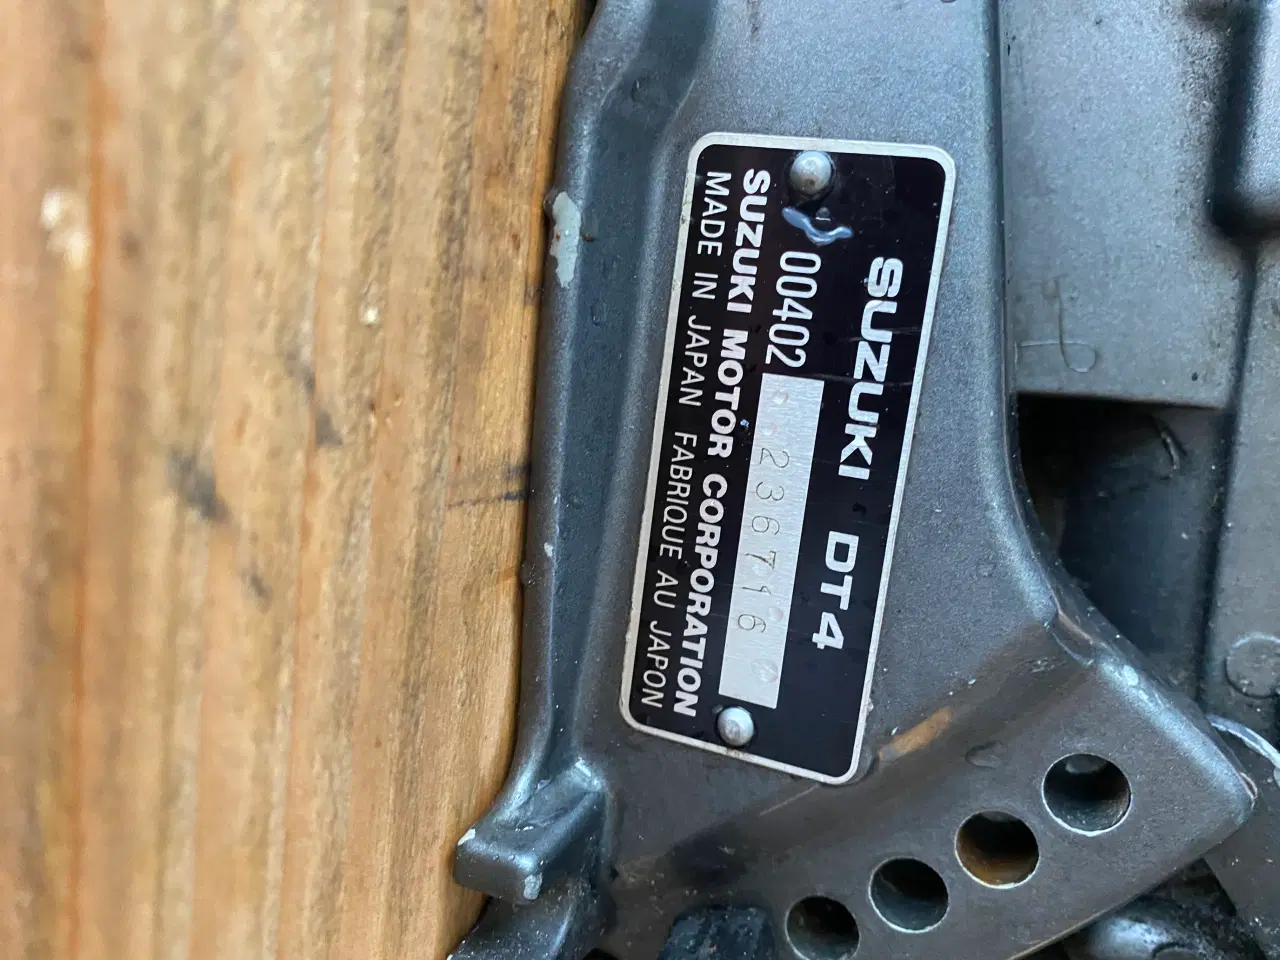 SUZUKI DT4
00402 236716
SUZUKI MOTOR CORPORATION
MADE IN JAPAN FABRIQUE AU JAPON